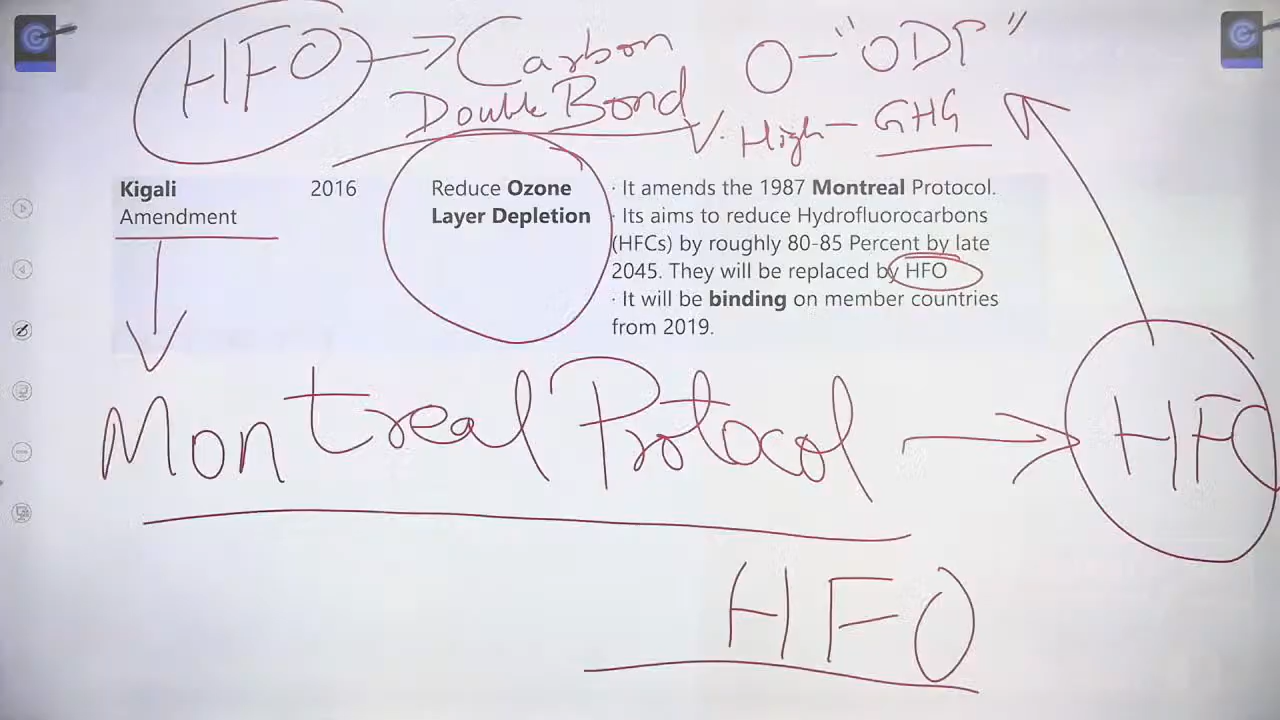 HFO → Carbon
Double Bond
O - "ODP"
V. High - GHG
Kigali
Amendment
2016
Reduce Ozone
Layer Depletion
· It amends the 1987 Montreal Protocol.
· Its aims to reduce Hydrofluorocarbons
(HFCs) by roughly 80-85 Percent by late
2045. They will be replaced by HFO
· It will be binding on member countries
from 2019.
Montreal Protocol → HFO
HFO